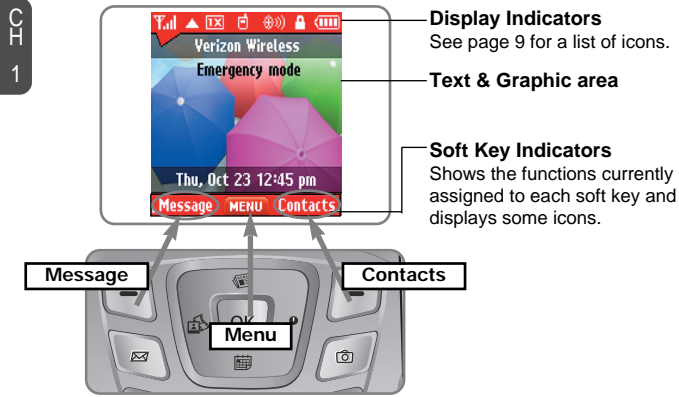 CH
1
1X
Verizon Wireless
Emergency mode
Thu, Oct 23 12:45 pm
Message MENU Contacts
Display Indicators
See page 9 for a list of icons.
Text & Graphic area
Soft Key Indicators
Shows the functions currently
assigned to each soft key and
displays some icons.
Message
Contacts
OK
Menu